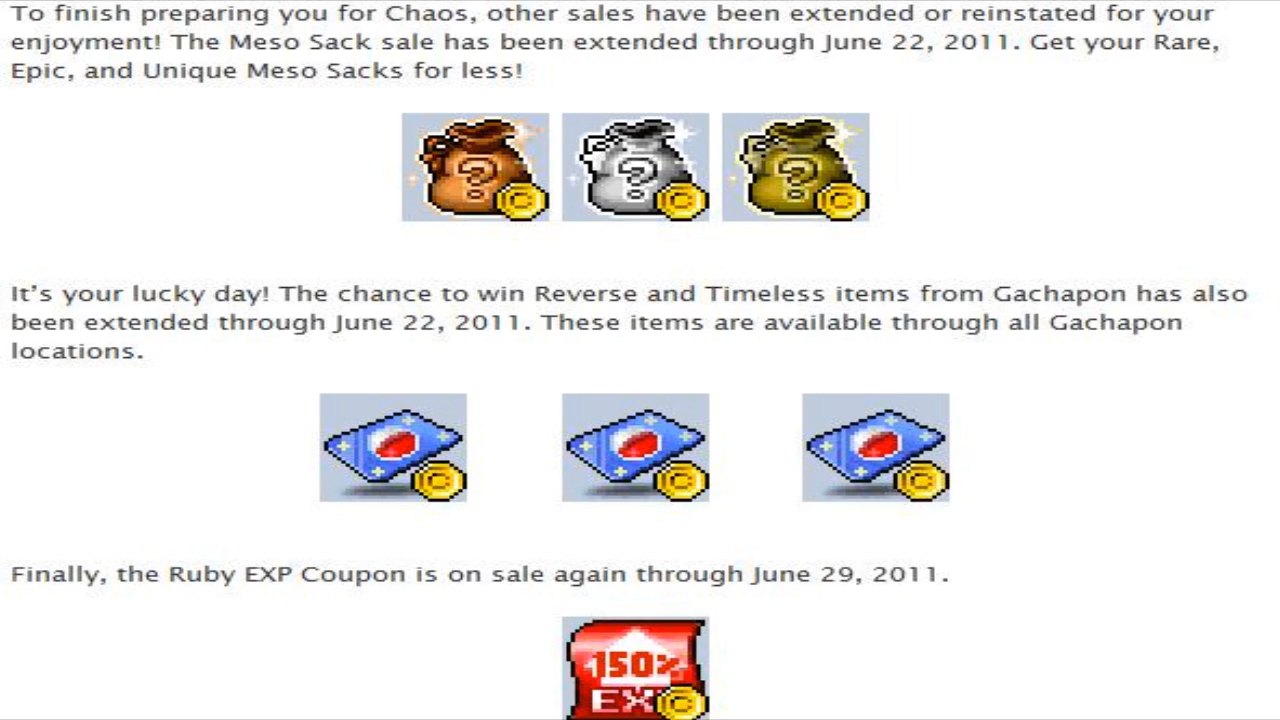 To finish preparing you for Chaos, other sales have been extended or reinstated for your
enjoyment! The Meso Sack sale has been extended through June 22, 2011. Get your Rare,
Epic, and Unique Meso Sacks for less!
? ? ?
It's your lucky day! The chance to win Reverse and Timeless items from Gachapon has also
been extended through June 22, 2011. These items are available through all Gachapon
locations.
Finally, the Ruby EXP Coupon is on sale again through June 29, 2011.
150%
EX